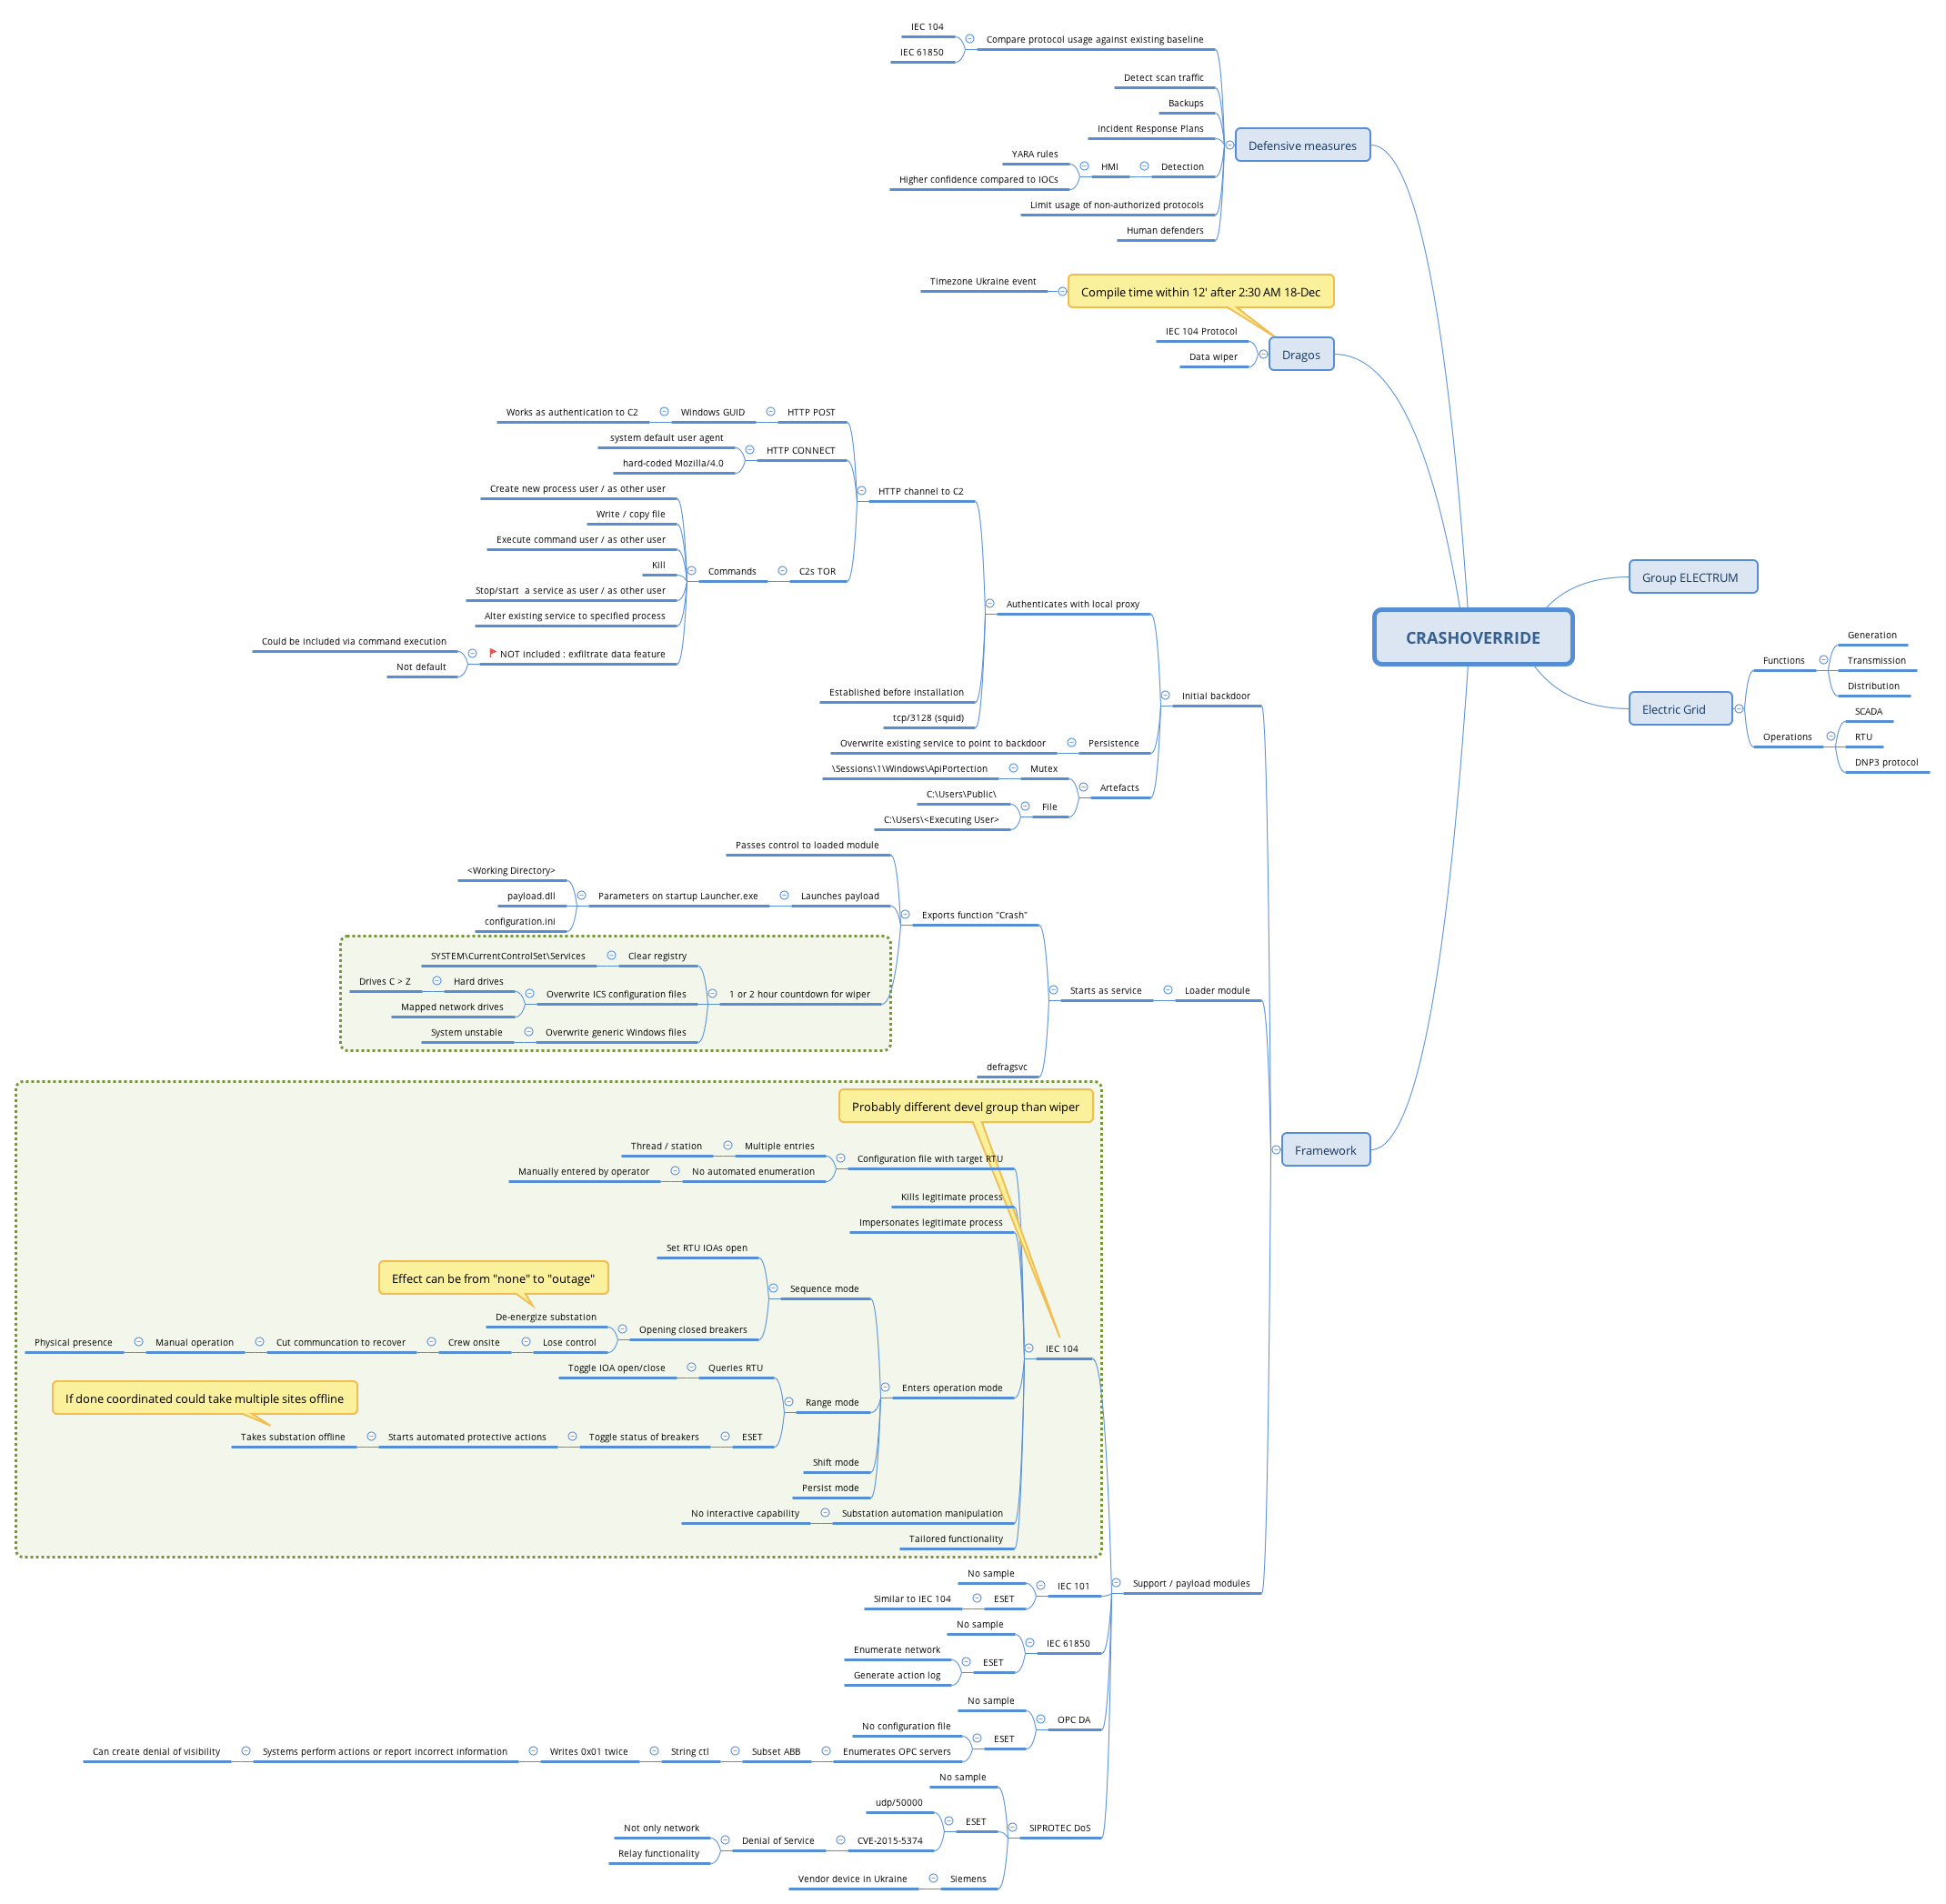 IEC 104
Compare protocol usage against existing baseline
IEC 61850
Detect scan traffic
Backups
Incident Response Plans
Defensive measures
YARA rules
HMI
Detection
Higher confidence compared to IOCs
Limit usage of non-authorized protocols
Human defenders
Timezone Ukraine event
Compile time within 12' after 2:30 AM 18-Dec
IEC 104 Protocol
Dragos
Data wiper
Works as authentication to C2
Windows GUID
HTTP POST
system default user agent
HTTP CONNECT
hard-coded Mozilla/4.0
HTTP channel to C2
Create new process user / as other user
Write / copy file
Execute command user / as other user
Kill
Commands
C2s TOR
Stop/start  a service as user / as other user
Alter existing service to specified process
Could be included via command execution
NOT included : exfiltrate data feature
Not default
Authenticates with local proxy
Established before installation
tcp/3128 (squid)
Initial backdoor
Overwrite existing service to point to backdoor
Persistence
\Sessions\1\Windows\ApiPortection
Mutex
Artefacts
C:\Users\Public\
File
C:\Users\<Executing User>
Group ELECTRUM
CRASHOVERRIDE
Generation
Functions
Transmission
Distribution
Electric Grid
SCADA
Operations
RTU
DNP3 protocol
Passes control to loaded module
<Working Directory>
payload.dll
Parameters on startup Launcher.exe
Launches payload
configuration.ini
Exports function "Crash"
SYSTEM\CurrentControlSet\Services
Clear registry
Drives C > Z
Hard drives
Overwrite ICS configuration files
1 or 2 hour countdown for wiper
Mapped network drives
System unstable
Overwrite generic Windows files
Starts as service
Loader module
defragsvc
Probably different devel group than wiper
Framework
Thread / station
Multiple entries
Configuration file with target RTU
Manually entered by operator
No automated enumeration
Kills legitimate process
Impersonates legitimate process
Set RTU IOAs open
Sequence mode
Effect can be from "none" to "outage"
De-energize substation
Opening closed breakers
Physical presence
Manual operation
Cut communcation to recover
Crew onsite
Lose control
IEC 104
Toggle IOA open/close
Queries RTU
Range mode
Enters operation mode
If done coordinated could take multiple sites offline
Takes substation offline
Starts automated protective actions
Toggle status of breakers
ESET
Shift mode
Persist mode
No interactive capability
Substation automation manipulation
Tailored functionality
No sample
IEC 101
Support / payload modules
Similar to IEC 104
ESET
No sample
IEC 61850
Enumerate network
ESET
Generate action log
No sample
OPC DA
No configuration file
ESET
Can create denial of visibility
Systems perform actions or report incorrect information
Writes 0x01 twice
String ctl
Subset ABB
Enumerates OPC servers
No sample
udp/50000
ESET
SIPROTEC DoS
Not only network
Denial of Service
CVE-2015-5374
Relay functionality
Vendor device in Ukraine
Siemens